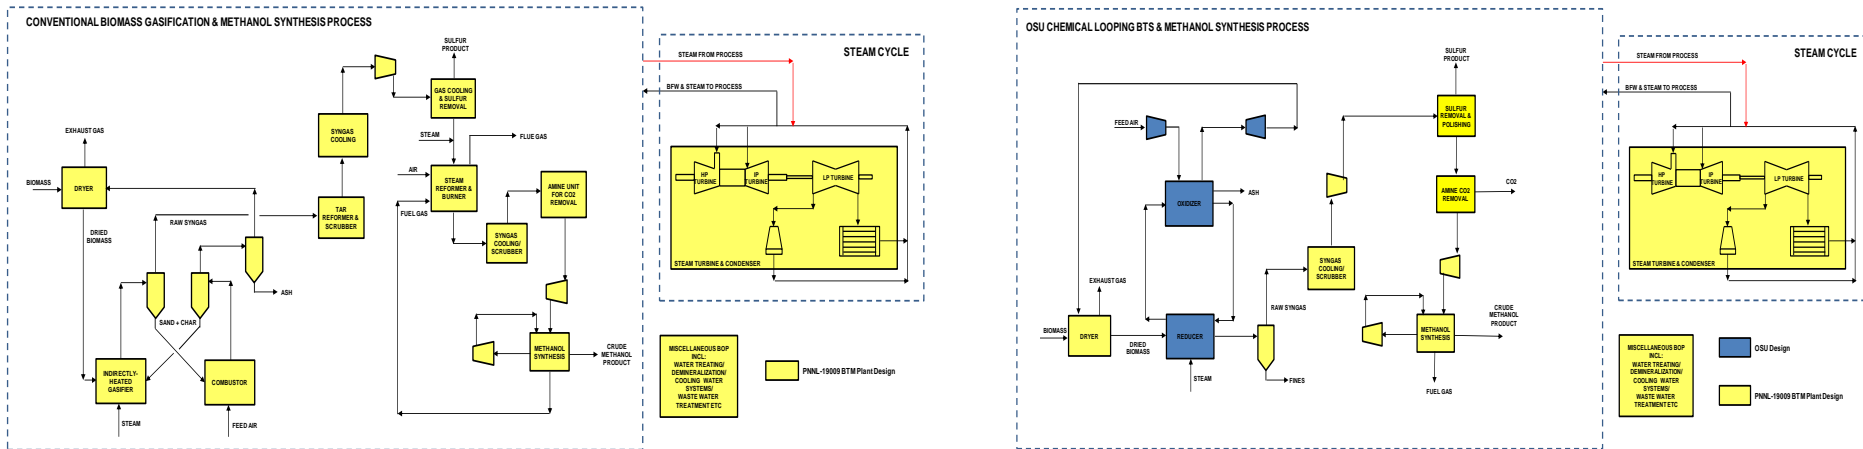 CONVENTIONAL BIOMASS GASIFICATION & METHANOL SYNTHESIS PROCESS
SULFUR
PRODUCT
GAS COOLING
& SULFUR
REMOVAL
EXHAUST GAS
SYNGAS
COOLING
STEAM
FLUE GAS
BIOMASS
DRYER
AIR
STEAM
REFORMER &
BURNER
AMINE UNIT
FOR CO2
REMOVAL
FUEL GAS
RAW SYNGAS
TAR
REFORMER &
SCRUBBER
DRIED
BIOMASS
SYNGAS
COOLING/
SCRUBBER
ASH
SAND + CHAR
INDIRECTLY-
HEATED
GASIFIER
COMBUSTOR
METHANOL
SYNTHESIS
CRUDE
METHANOL
PRODUCT
STEAM
FEED AIR
STEAM CYCLE
STEAM FROM PROCESS
BFW & STEAM TO PROCESS
HP
TURBINE
IP
TURBINE
LP TURBINE
STEAM TURBINE & CONDENSER
MISCELLANEOUS BOP
INCL:
WATER TREATING/
DEMINERALIZATION/
COOLING WATER
SYSTEMS/
WASTE WATER
TREATMENT ETC
PNNL-19009 BTM Plant Design
OSU CHEMICAL LOOPING BTS & METHANOL SYNTHESIS PROCESS
SULFUR
PRODUCT
SULFUR
REMOVAL &
POLISHING
FEED AIR
OXIDIZER
ASH
AMINE CO2
REMOVAL
CO2
SYNGAS
COOLING/
SCRUBBER
EXHAUST GAS
RAW SYNGAS
BIOMASS
DRYER
DRIED
BIOMASS
REDUCER
STEAM
FINES
METHANOL
SYNTHESIS
CRUDE
METHANOL
PRODUCT
FUEL GAS
STEAM CYCLE
STEAM FROM PROCESS
BFW & STEAM TO PROCESS
HP
TURBINE
IP
TURBINE
LP TURBINE
STEAM TURBINE & CONDENSER
MISCELLANEOUS BOP
INCL:
WATER TREATING/
DEMINERALIZATION/
COOLING WATER
SYSTEMS/
WASTE WATER
TREATMENT ETC
OSU Design
PNNL-19009 BTM Plant Design